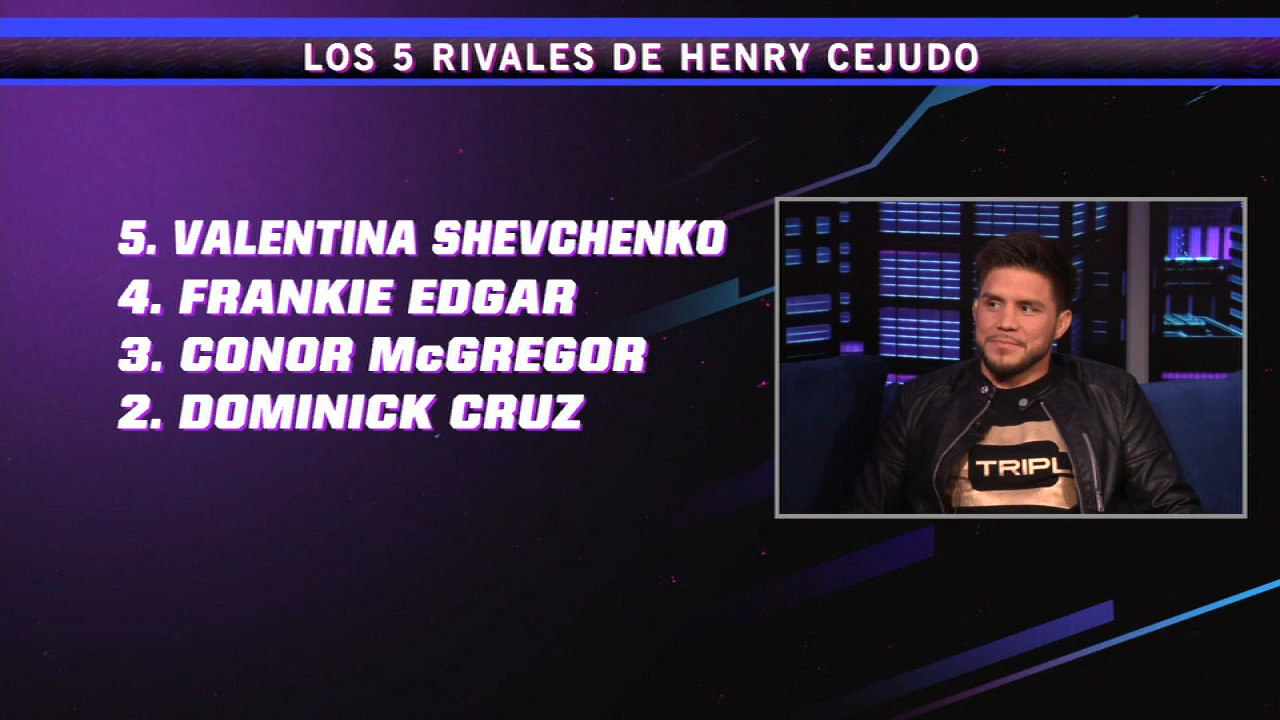 LOS 5 RIVALES DE HENRY CEJUDO
5. VALENTINA SHEVCHENKO
4. FRANKIE EDGAR
3. CONOR McGREGOR
2. DOMINICK CRUZ
TRIPL